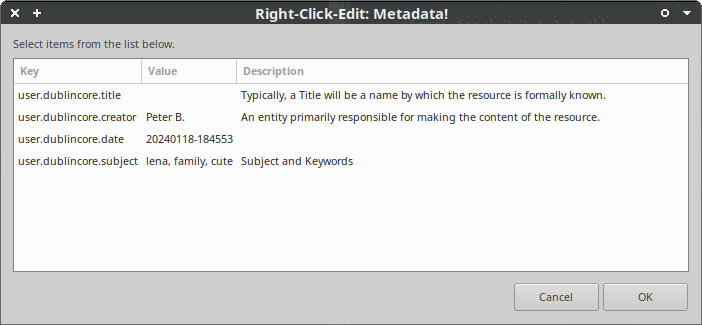 Right-Click-Edit: Metadata!
Select items from the list below.
Key Value Description
user.dublincore.title Typically, a Title will be a name by which the resource is formally known.
user.dublincore.creator Peter B. An entity primarily responsible for making the content of the resource.
user.dublincore.date 20240118-184553
user.dublincore.subject lena, family, cute Subject and Keywords
Cancel OK